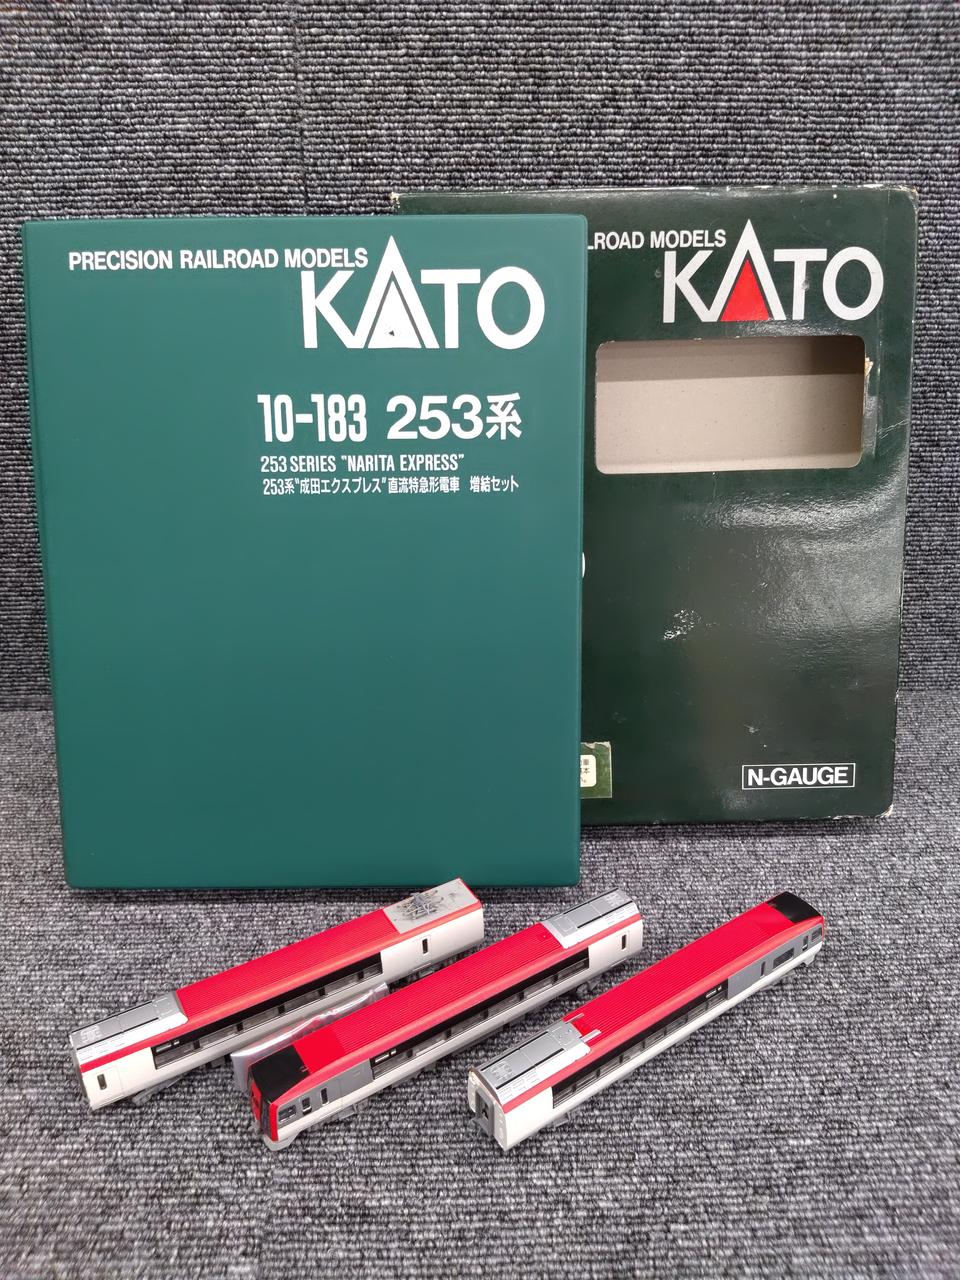 PRECISION RAILROAD MODELS
KATO
10-183 253系
253 SERIES "NARITA EXPRESS"
253系"成田エクスプレス"直流特急形電車 増結セット
LROAD MODELS
KATO
N-GAUGE